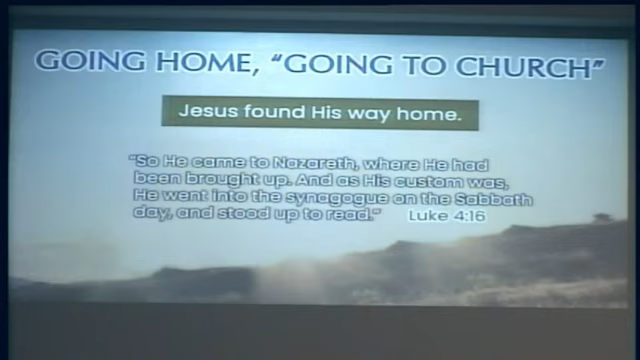 GOING HOME, "GOING TO CHURCH"
Jesus found His way home.
"So He came to Nazareth, where He had
been brought up. And as His custom was,
He went into the synagogue on the Sabbath
day, and stood up to read." Luke 4:16